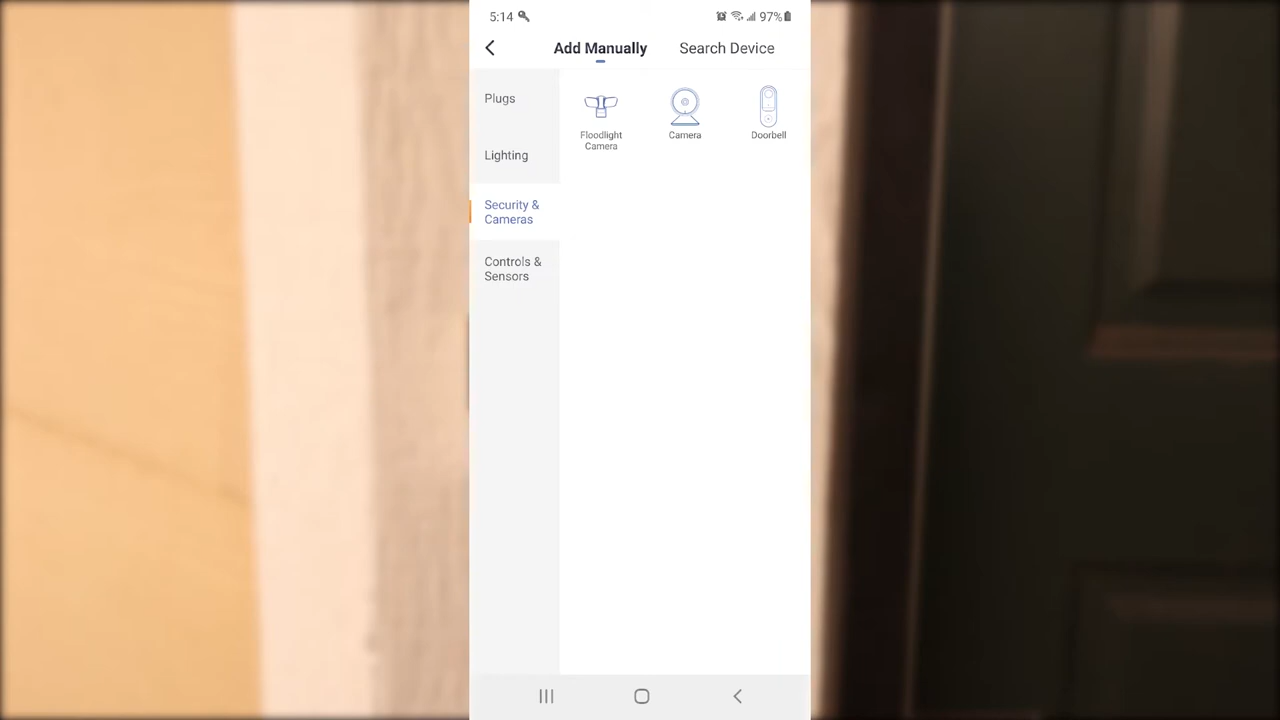 5:14
97%
Add Manually
Search Device
Plugs
Lighting
Security &
Cameras
Controls &
Sensors
Floodlight
Camera
Camera
Doorbell